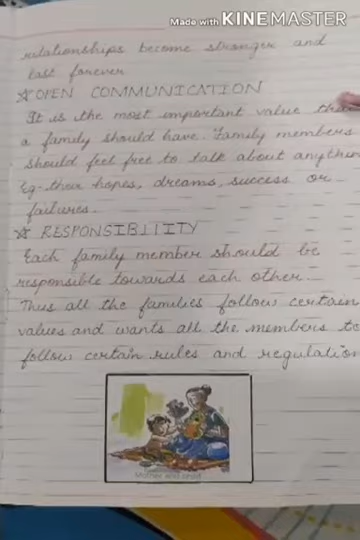 Made with KINEMASTER
relationships become stronger and
last forever
☆ OPEN COMMUNICATION
It is the most important value that
a family should have. Family members
should feel free to talk about anything
Eg-their hopes, dreams, success or
failures.
☆ RESPONSIBLIITY
Each family member should be
responsible towards each other.
Thus all the families follow certain
values and wants all the members to
follow certain rules and regulation
Mother and child